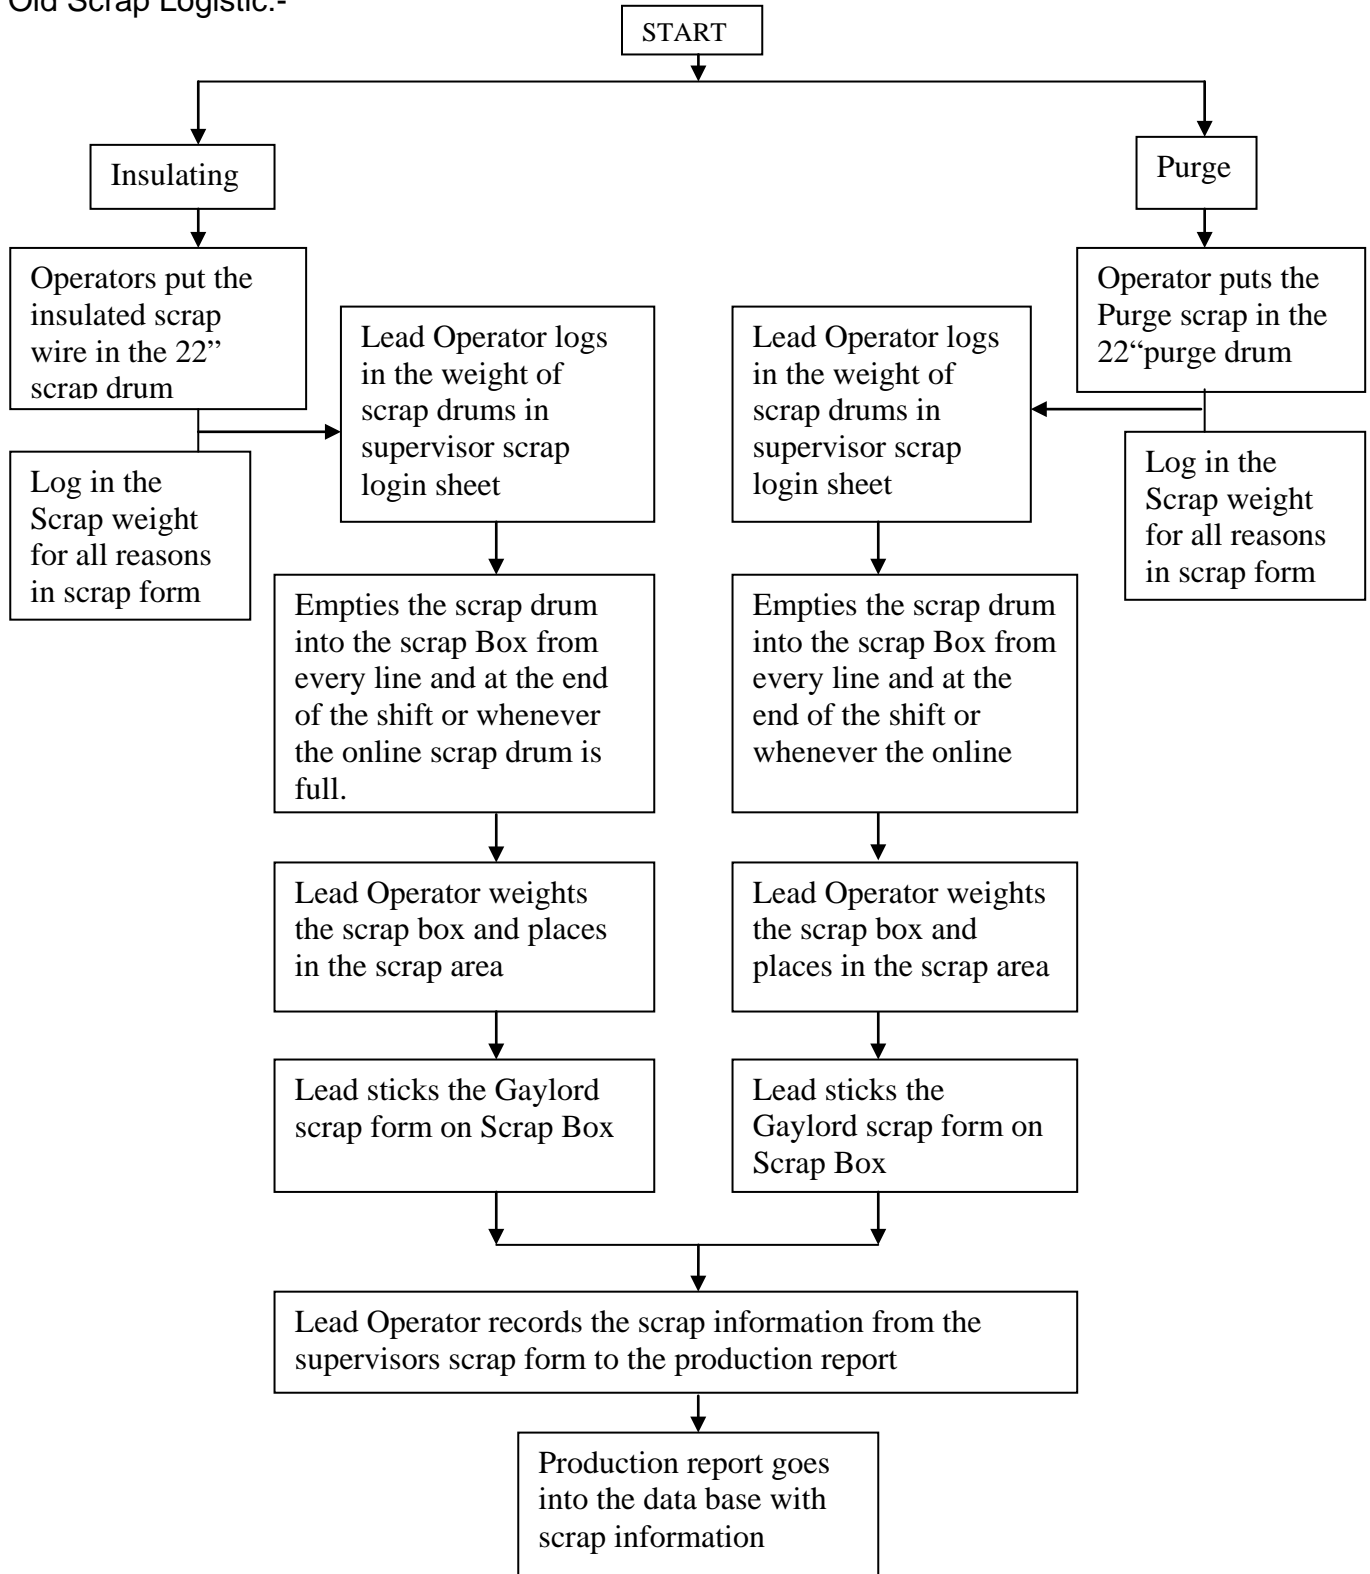 Old Scrap Logistic:-
START
Insulating
Purge
Operators put the
insulated scrap
wire in the 22”
scrap drum
Operator puts the
Purge scrap in the
22“purge drum
Lead Operator logs
in the weight of
scrap drums in
supervisor scrap
login sheet
Lead Operator logs
in the weight of
scrap drums in
supervisor scrap
login sheet
Log in the
Scrap weight
for all reasons
in scrap form
Log in the
Scrap weight
for all reasons
in scrap form
Empties the scrap drum
into the scrap Box from
every line and at the end
of the shift or whenever
the online scrap drum is
full.
Empties the scrap drum
into the scrap Box from
every line and at the
end of the shift or
whenever the online
Lead Operator weights
the scrap box and places
in the scrap area
Lead Operator weights
the scrap box and
places in the scrap area
Lead sticks the Gaylord
scrap form on Scrap Box
Lead sticks the
Gaylord scrap form on
Scrap Box
Lead Operator records the scrap information from the
supervisors scrap form to the production report
Production report goes
into the data base with
scrap information